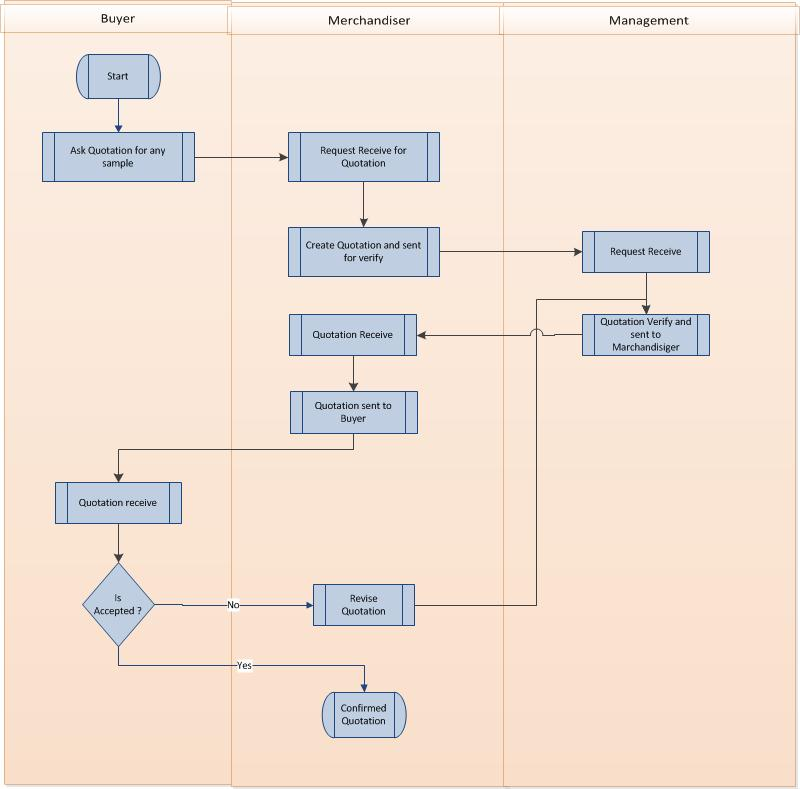 Buyer
Merchandiser
Management
Start
Ask Quotation for any
sample
Request Receive for
Quotation
Create Quotation and sent
for verify
Request Receive
Quotation Receive
Quotation Verify and
sent to
Marchandisiger
Quotation sent to
Buyer
Quotation receive
Is
Accepted ?
No
Revise
Quotation
Yes
Confirmed
Quotation